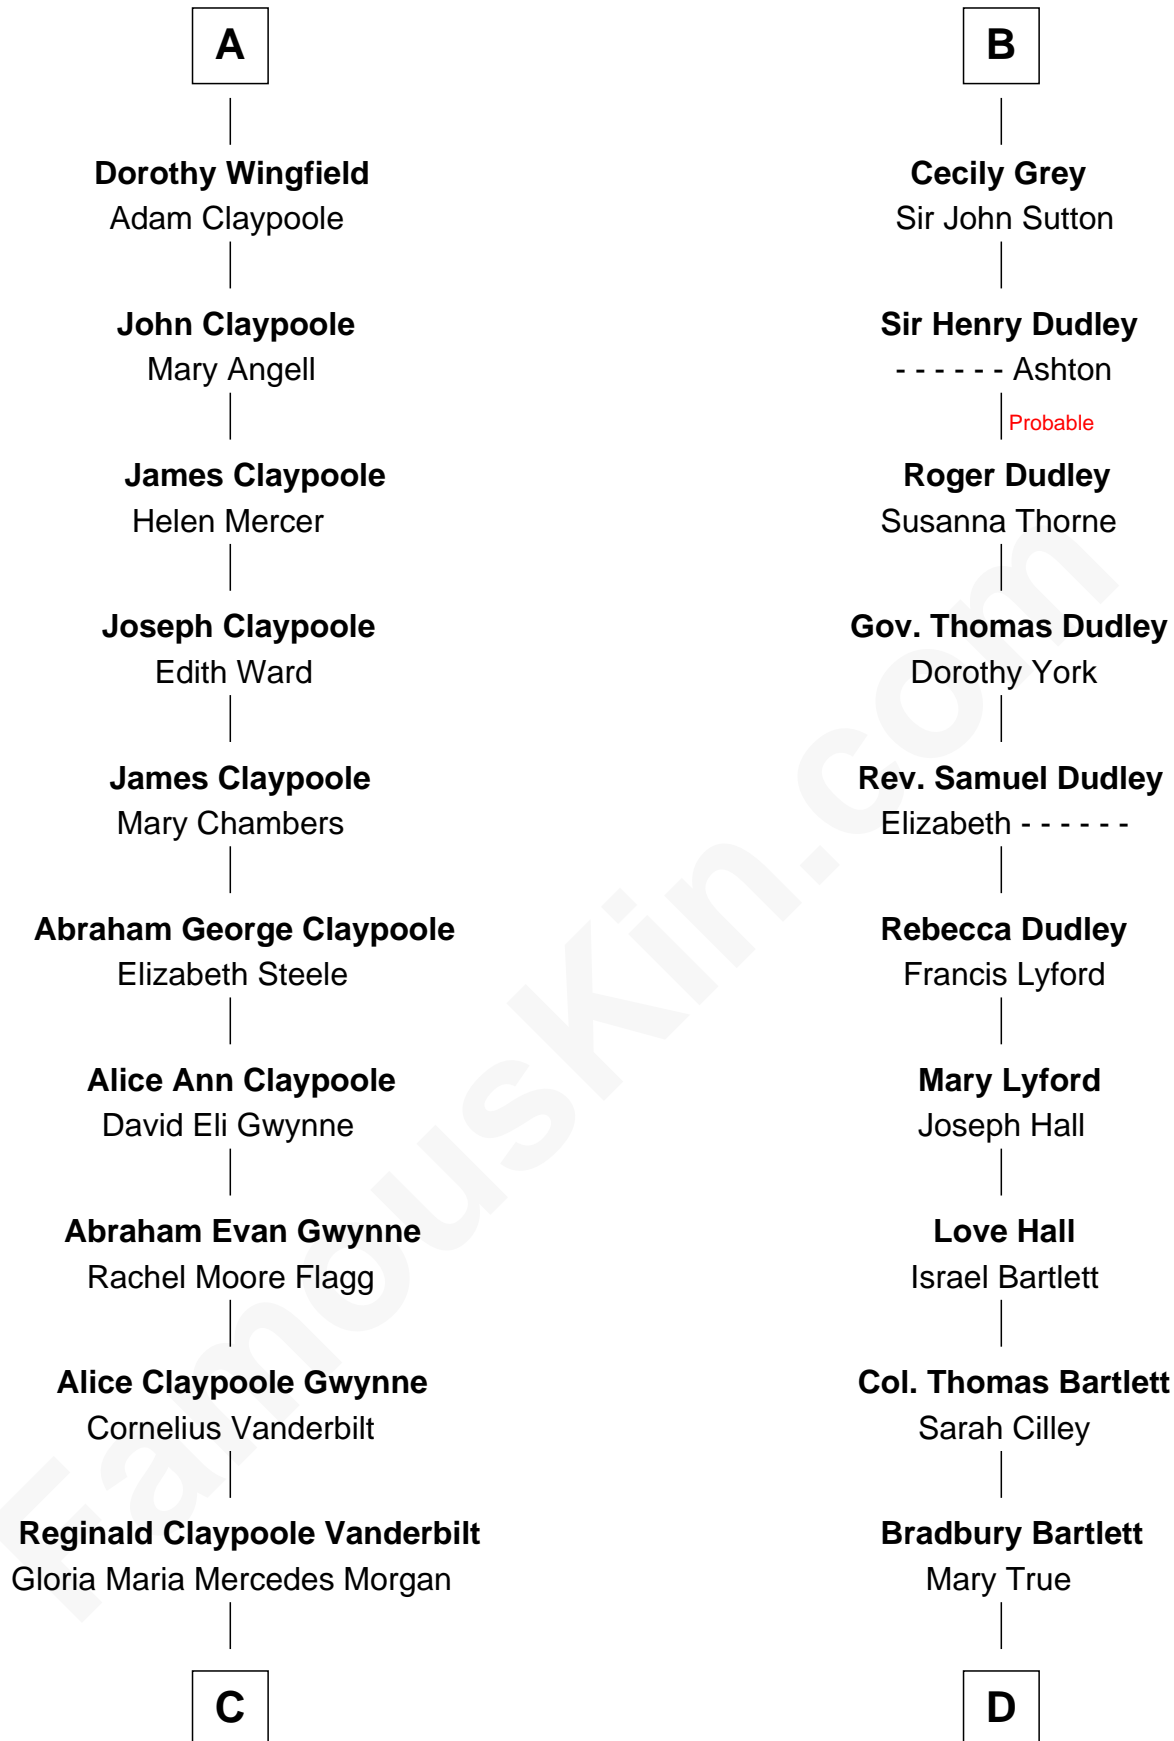 A
Dorothy Wingfield
Adam Claypoole
John Claypoole
Mary Angell
James Claypoole
Helen Mercer
Joseph Claypoole
Edith Ward
James Claypoole
Mary Chambers
Abraham George Claypoole
Elizabeth Steele
Alice Ann Claypoole
David Eli Gwynne
Abraham Evan Gwynne
Rachel Moore Flagg
Alice Claypoole Gwynne
Cornelius Vanderbilt
Reginald Claypoole Vanderbilt
Gloria Maria Mercedes Morgan
C
B
Cecily Grey
Sir John Sutton
Sir Henry Dudley
- - - - - - Ashton
Probable
Roger Dudley
Susanna Thorne
Gov. Thomas Dudley
Dorothy York
Rev. Samuel Dudley
Elizabeth - - - - - -
Rebecca Dudley
Francis Lyford
Mary Lyford
Joseph Hall
Love Hall
Israel Bartlett
Col. Thomas Bartlett
Sarah Cilley
Bradbury Bartlett
Mary True
D
FamousKin.com